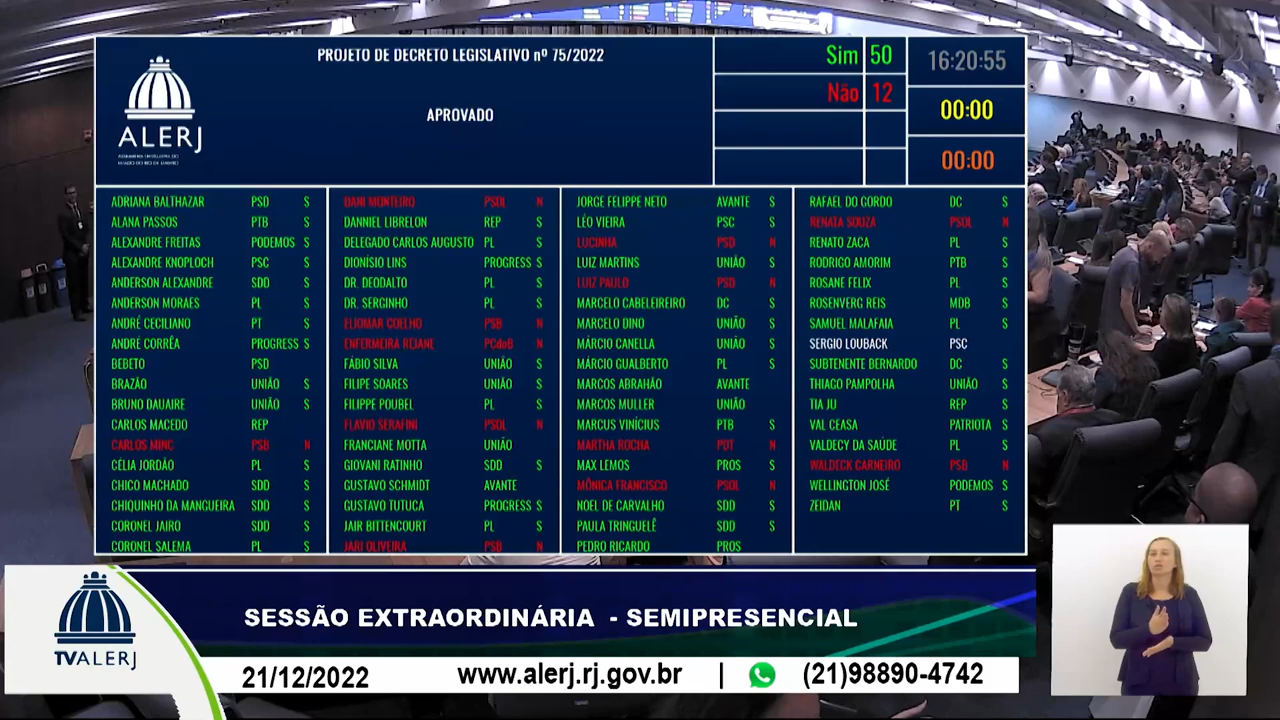 PROJETO DE DECRETO LEGISLATIVO nº 75/2022
APROVADO
ALERJ
Sim 50
Não 12
16:20:55
00:00
00:00
ADRIANA BALTHAZAR PSD S
ALANA PASSOS PTB S
ALEXANDRE FREITAS PODEMOS S
ALEXANDRE KNOPLOCH PSC S
ANDERSON ALEXANDRE SDD S
ANDERSON MORAES PL S
ANDRÉ CECILIANO PT S
ANDRÉ CORRÊA PROGRESS S
BEBETO PSD
BRAZÃO UNIÃO S
BRUNO DAUAIRE UNIÃO S
CARLOS MACEDO REP
CARLOS MINC PSB N
CÉLIA JORDÃO PL S
CHICO MACHADO SDD S
CHIQUINHO DA MANGUEIRA SDD S
CORONEL JAIRO SDD S
CORONEL SALEMA PL S
DANI MONTEIRO PSOL N
DANNIEL LIBRELON REP S
DELEGADO CARLOS AUGUSTO PL S
DIONÍSIO LINS PROGRESS S
DR. DEODALTO PL S
DR. SERGINHO PL S
ELIOMAR COELHO PSB N
ENFERMEIRA REJANE PCdoB N
FÁBIO SILVA UNIÃO S
FILIPE SOARES UNIÃO S
FILIPPE POUBEL PL S
FLAVIO SERAFINI PSOL N
FRANCIANE MOTTA UNIÃO
GIOVANI RATINHO SDD S
GUSTAVO SCHMIDT AVANTE
GUSTAVO TUTUCA PROGRESS S
JAIR BITTENCOURT PL S
JARI OLIVEIRA PSB N
JORGE FELIPPE NETO AVANTE S
LÉO VIEIRA PSC S
LUCINHA PSD N
LUIZ MARTINS UNIÃO S
LUIZ PAULO PSD N
MARCELO CABELEIREIRO DC S
MARCELO DINO UNIÃO S
MÁRCIO CANELLA UNIÃO S
MÁRCIO GUALBERTO PL S
MARCOS ABRAHÃO AVANTE
MARCOS MULLER UNIÃO
MARCUS VINÍCIUS PTB S
MARTHA ROCHA PDT N
MAX LEMOS PROS S
MÔNICA FRANCISCO PSOL N
NOEL DE CARVALHO SDD S
PAULA TRINGUELÊ SDD S
PEDRO RICARDO PROS
RAFAEL DO GORDO DC S
RENATA SOUZA PSOL N
RENATO ZACA PL S
RODRIGO AMORIM PTB S
ROSANE FELIX PL S
ROSENVERG REIS MDB S
SAMUEL MALAFAIA PL S
SERGIO LOUBACK PSC
SUBTENENTE BERNARDO DC S
THIAGO PAMPOLHA UNIÃO S
TIA JU REP S
VAL CEASA PATRIOTA S
VALDECY DA SAÚDE PL S
WALDECK CARNEIRO PSB N
WELLINGTON JOSÉ PODEMOS S
ZEIDAN PT S
SESSÃO EXTRAORDINÁRIA - SEMIPRESENCIAL
TVALERJ
21/12/2022 www.alerj.rj.gov.br | (21)98890-4742